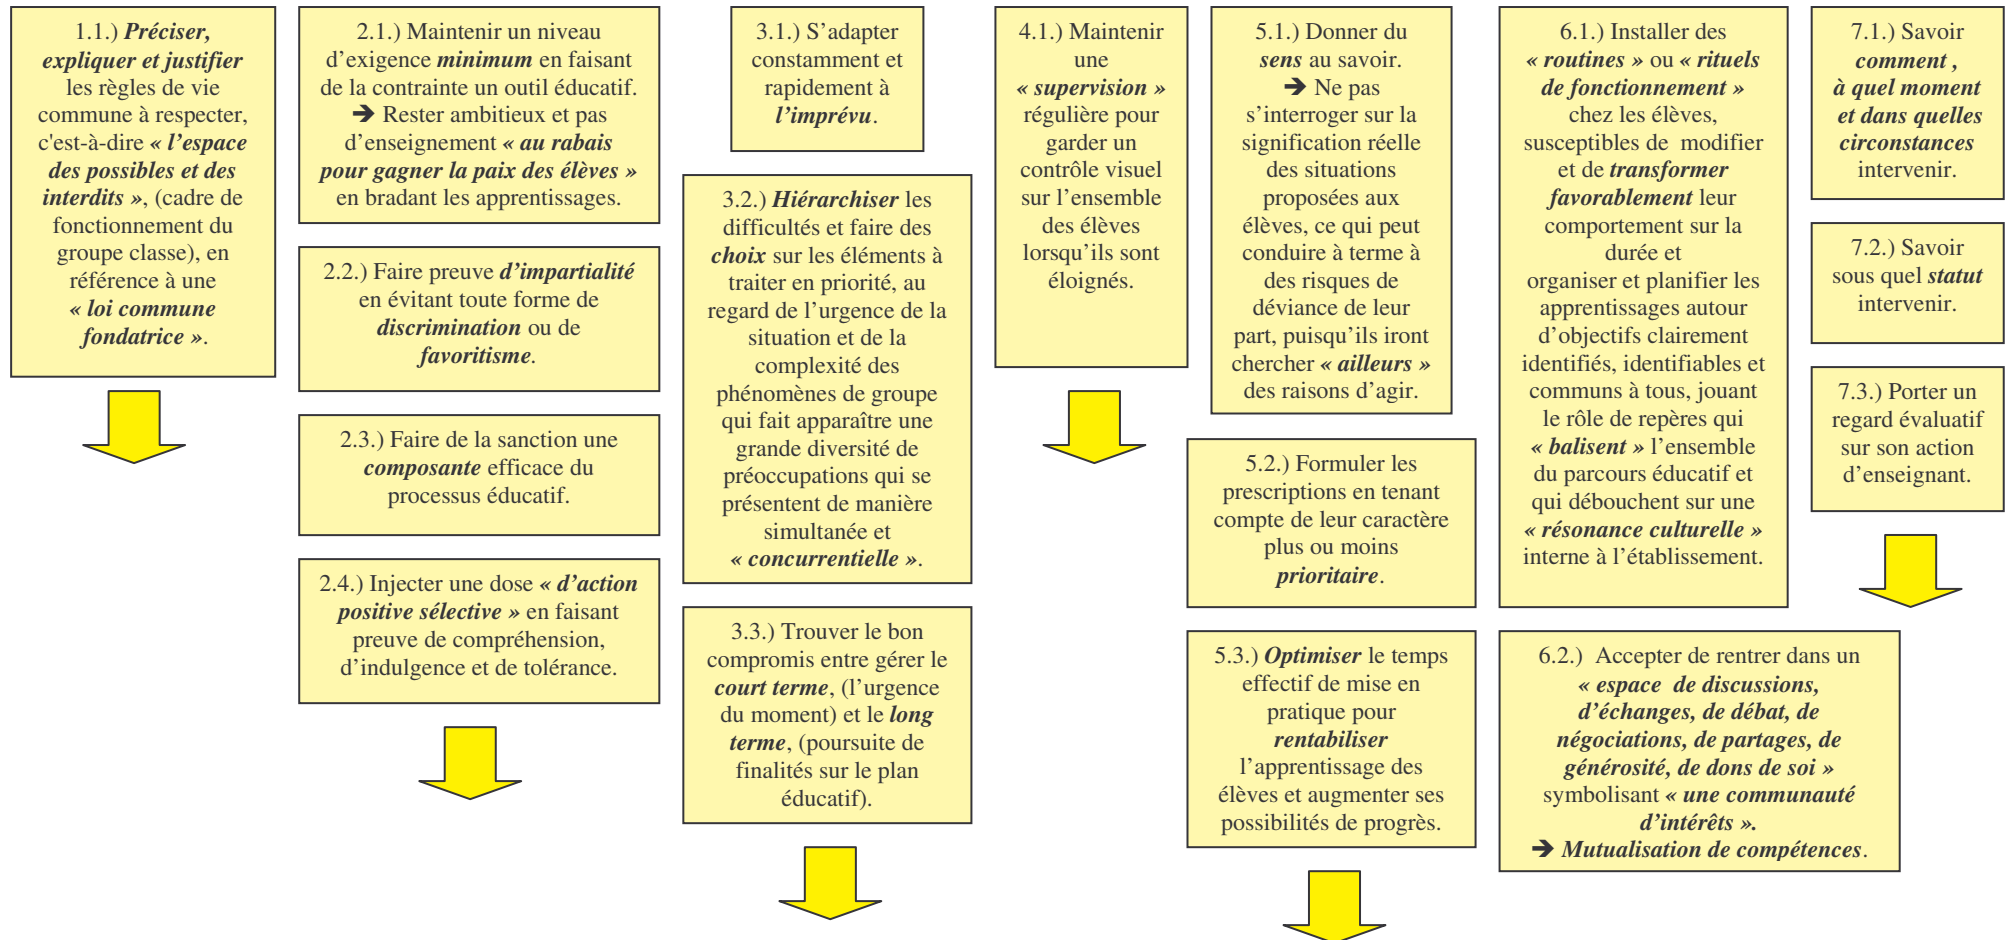 1.1.) Préciser,
expliquer et justifier
les règles de vie
commune à respecter,
c'est-à-dire « l’espace
des possibles et des
interdits », (cadre de
fonctionnement du
groupe classe), en
référence à une
« loi commune
fondatrice ».
2.1.) Maintenir un niveau
d’exigence minimum en faisant
de la contrainte un outil éducatif.
➔ Rester ambitieux et pas
d’enseignement « au rabais
pour gagner la paix des élèves »
en bradant les apprentissages.
2.2.) Faire preuve d’impartialité
en évitant toute forme de
discrimination ou de
favoritisme.
2.3.) Faire de la sanction une
composante efficace du
processus éducatif.
2.4.) Injecter une dose « d’action
positive sélective » en faisant
preuve de compréhension,
d’indulgence et de tolérance.
3.1.) S’adapter
constamment et
rapidement à
l’imprévu.
3.2.) Hiérarchiser les
difficultés et faire des
choix sur les éléments à
traiter en priorité, au
regard de l’urgence de la
situation et de la
complexité des
phénomènes de groupe
qui fait apparaître une
grande diversité de
préoccupations qui se
présentent de manière
simultanée et
« concurrentielle ».
3.3.) Trouver le bon
compromis entre gérer le
court terme, (l’urgence
du moment) et le long
terme, (poursuite de
finalités sur le plan
éducatif).
4.1.) Maintenir
une
« supervision »
régulière pour
garder un
contrôle visuel
sur l’ensemble
des élèves
lorsqu’ils sont
éloignés.
5.1.) Donner du
sens au savoir.
➔ Ne pas
s’interroger sur la
signification réelle
des situations
proposées aux
élèves, ce qui peut
conduire à terme à
des risques de
déviance de leur
part, puisqu’ils iront
chercher « ailleurs »
des raisons d’agir.
5.2.) Formuler les
prescriptions en tenant
compte de leur caractère
plus ou moins
prioritaire.
5.3.) Optimiser le temps
effectif de mise en
pratique pour
rentabiliser
l’apprentissage des
élèves et augmenter ses
possibilités de progrès.
6.1.) Installer des
« routines » ou « rituels
de fonctionnement »
chez les élèves,
susceptibles de modifier
et de transformer
favorablement leur
comportement sur la
durée et
organiser et planifier les
apprentissages autour
d’objectifs clairement
identifiés, identifiables et
communs à tous, jouant
le rôle de repères qui
« balisent » l’ensemble
du parcours éducatif et
qui débouchent sur une
« résonance culturelle »
interne à l’établissement.
6.2.) Accepter de rentrer dans un
« espace de discussions,
d’échanges, de débat, de
négociations, de partages, de
générosité, de dons de soi »
symbolisant « une communauté
d’intérêts ».
➔ Mutualisation de compétences.
7.1.) Savoir
comment ,
à quel moment
et dans quelles
circonstances
intervenir.
7.2.) Savoir
sous quel statut
intervenir.
7.3.) Porter un
regard évaluatif
sur son action
d’enseignant.